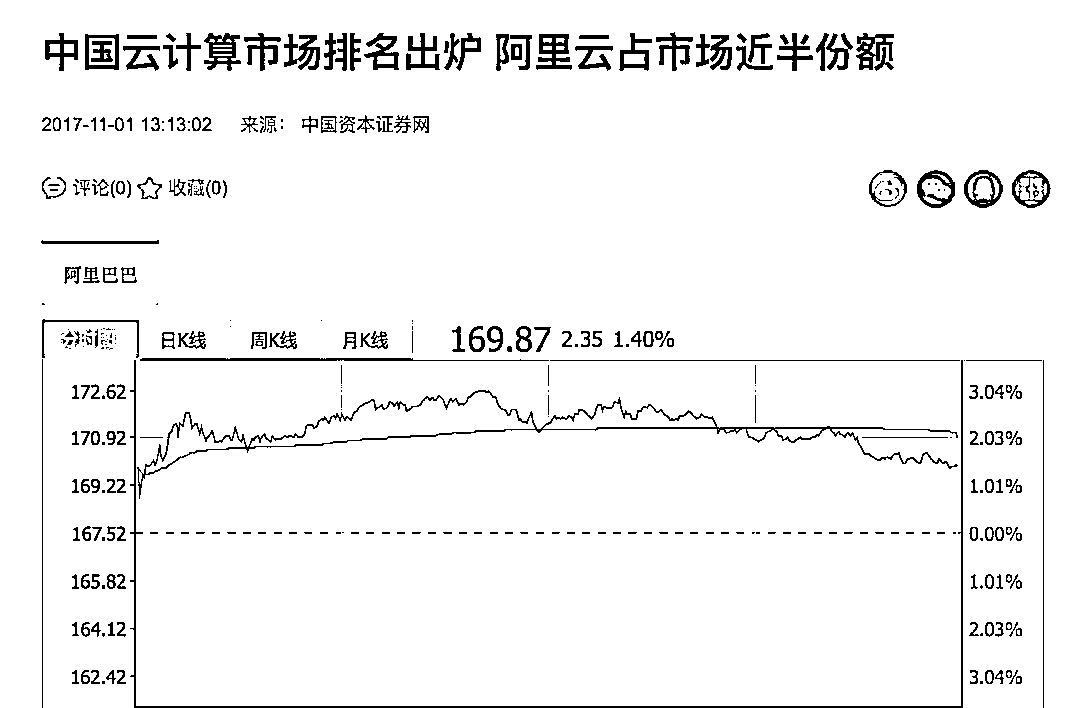 中国云计算市场排名出炉 阿里云占市场近半份额
2017-11-01 13:13:02 来源： 中国资本证券网
评论(0) 收藏(0)
阿里巴巴
分时图 日K线 周K线 月K线 169.87 2.35 1.40%
172.62 3.04%
170.92 2.03%
169.22 1.01%
167.52 0.00%
165.82 1.01%
164.12 2.03%
162.42 3.04%